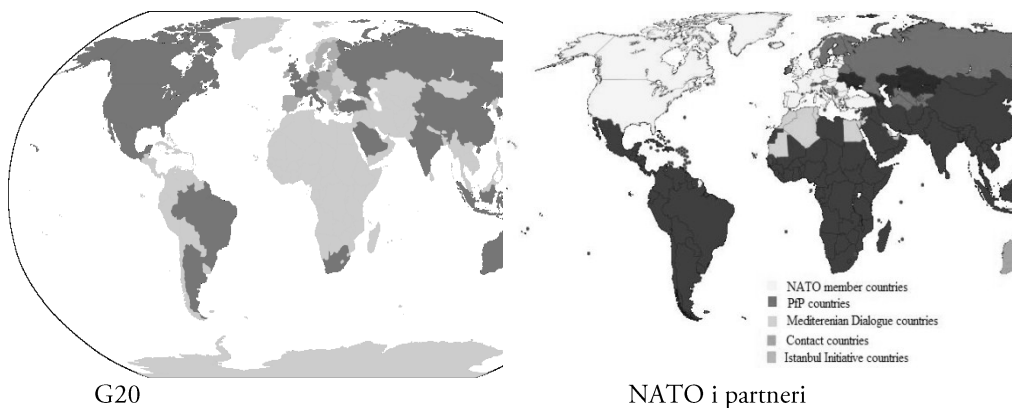 NATO member countries
PfP countries
Mediterenian Dialogue countries
Contact countries
Istanbul Initiative countries
G20
NATO i partneri